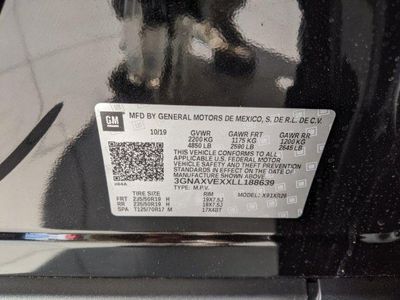 GM
MFD BY GENERAL MOTORS DE MEXICO, S. DE R.L. DE C.V.
10/19 GVWR GAWR FRT GAWR RR
2200 KG 1175 KG 1200 KG
4850 LB 2590 LB 2645 LB
THIS VEHICLE CONFORMS TO ALL APPLICABLE U.S. FEDERAL MOTOR
VEHICLE SAFETY AND THEFT PREVENTION STANDARDS IN EFFECT ON
THE DATE OF MANUFACTURE SHOWN ABOVE.
3GNAXVEXXLL188639
TYPE: M.P.V. MODEL:
TIRE SIZE RIM
FRT 235/50R19 H 19X7.5J
RR 235/50R19 H 19X7.5J
SPA T125/70R17 M 17X4BT